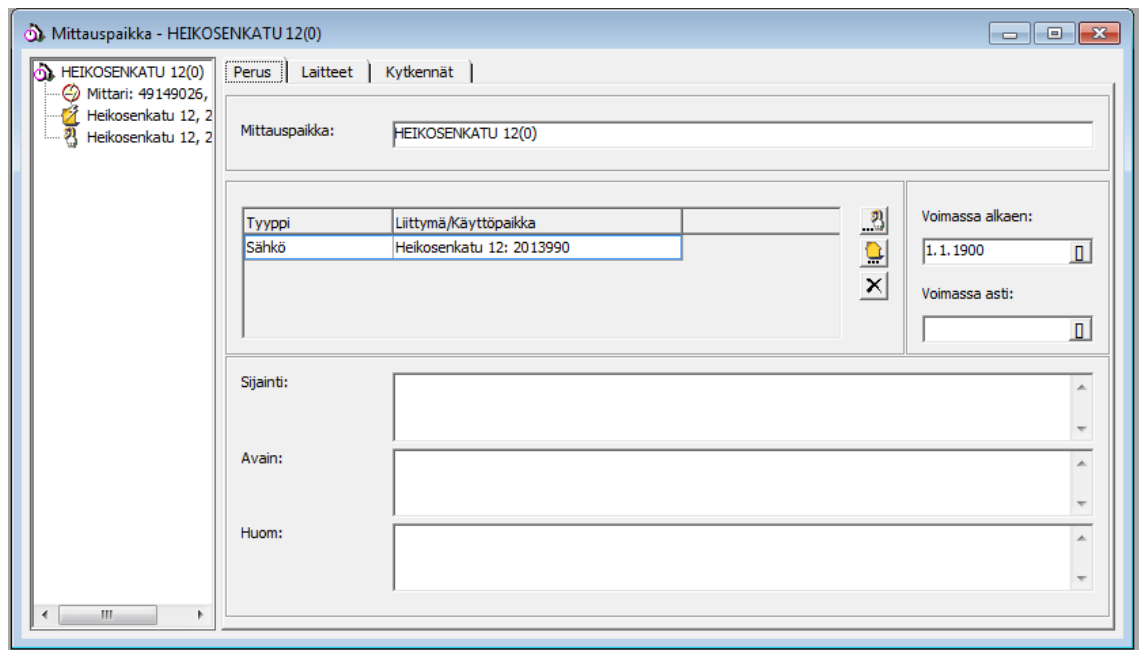 Mittauspaikka - HEIKOSENKATU 12(0)
HEIKOSENKATU 12(0)
Mittari: 49149026,
Heikosenkatu 12, 2
Heikosenkatu 12, 2
Perus Laitteet Kytkennät
Mittauspaikka: HEIKOSENKATU 12(0)
Tyyppi Liittymä/Käyttöpaikka
Sähkö Heikosenkatu 12: 2013990
Voimassa alkaen:
1.1.1900
Voimassa asti:
Sijainti:
Avain:
Huom: